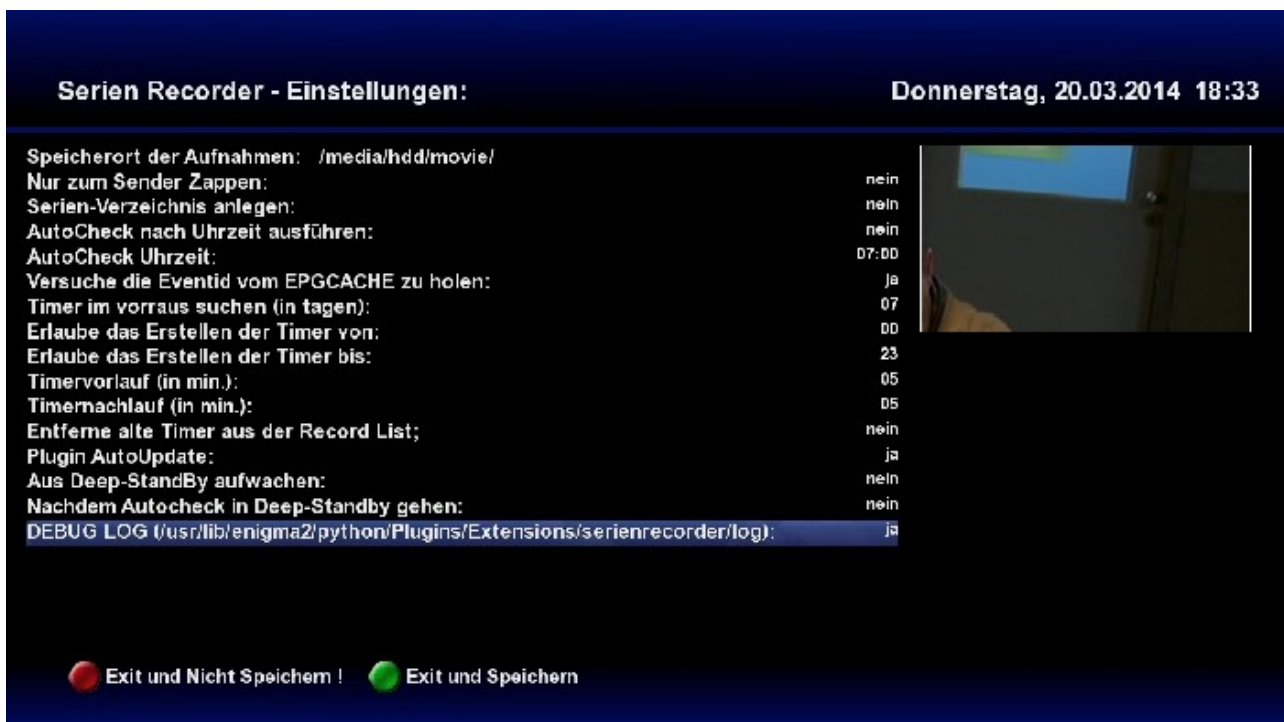 Serien Recorder - Einstellungen:
Donnerstag, 20.03.2014 18:33
Speicherort der Aufnahmen: /media/hdd/movie/
Nur zum Sender Zappen: nein
Serien-Verzeichnis anlegen: nein
AutoCheck nach Uhrzeit ausführen: nein
AutoCheck Uhrzeit: 07:00
Versuche die Eventid vom EPGCACHE zu holen: ja
Timer im vorraus suchen (in tagen): 07
Erlaube das Erstellen der Timer von: 00
Erlaube das Erstellen der Timer bis: 23
Timervorlauf (in min.): 05
Timernachlauf (in min.): 05
Entferne alte Timer aus der Record List; nein
Plugin AutoUpdate: ja
Aus Deep-StandBy aufwachen: nein
Nachdem Autocheck in Deep-Standby gehen: nein
DEBUG LOG (/usr/lib/enigma2/python/Plugins/Extensions/serienrecorder/log): ja
Exit und Nicht Speichern ! Exit und Speichern